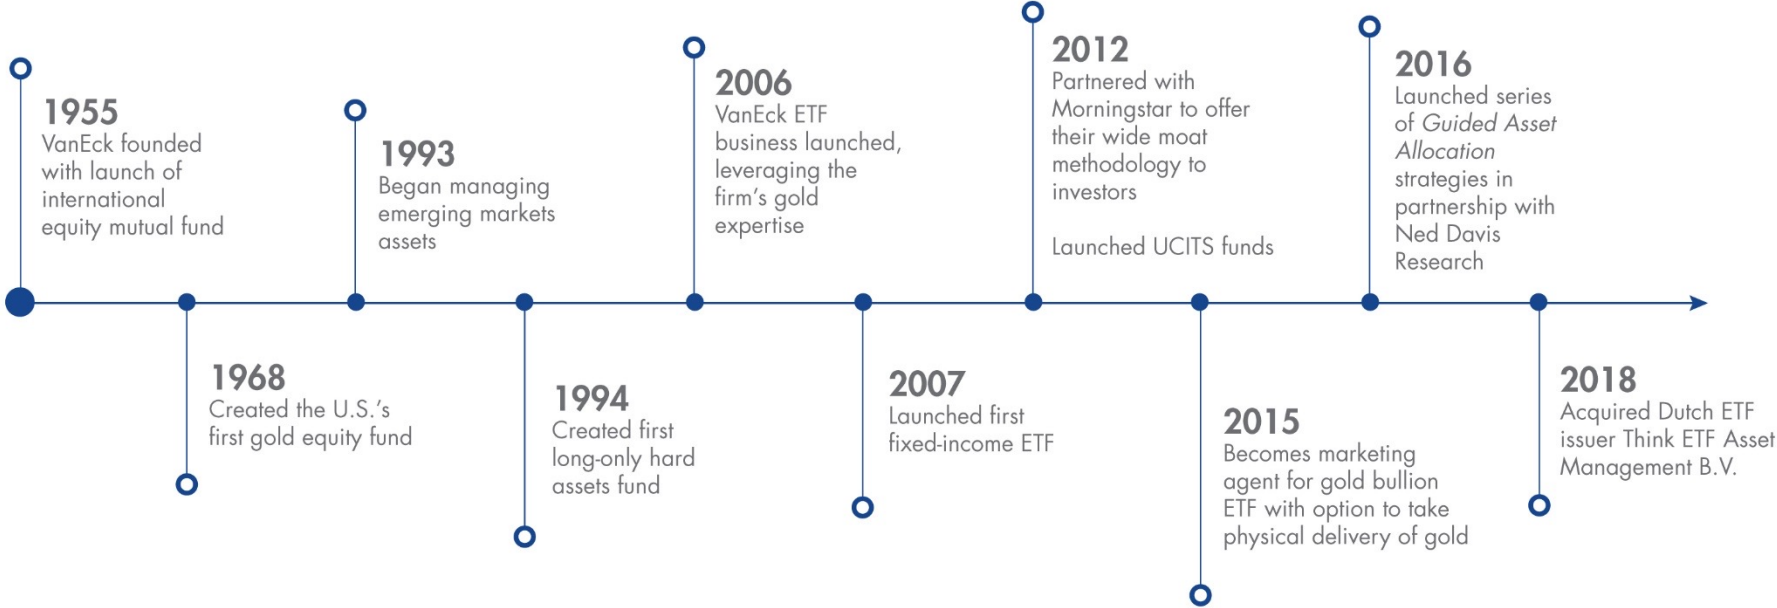 1955
VanEck founded
with launch of
international
equity mutual fund
1968
Created the U.S.’s
first gold equity fund
1993
Began managing
emerging markets
assets
1994
Created first
long-only hard
assets fund
2006
VanEck ETF
business launched,
leveraging the
firm’s gold
expertise
2007
Launched first
fixed-income ETF
2012
Partnered with
Morningstar to offer
their wide moat
methodology to
investors
Launched UCITS funds
2015
Becomes marketing
agent for gold bullion
ETF with option to take
physical delivery of gold
2016
Launched series
of Guided Asset
Allocation
strategies in
partnership with
Ned Davis
Research
2018
Acquired Dutch ETF
issuer Think ETF Asset
Management B.V.